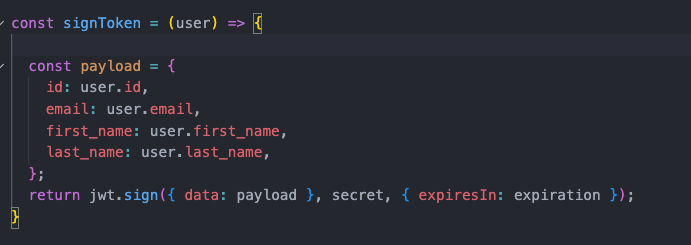 const signToken = (user) => {
const payload = {
id: user.id,
email: user.email,
first_name: user.first_name,
last_name: user.last_name,
};
return jwt.sign({ data: payload }, secret, { expiresIn: expiration });
}